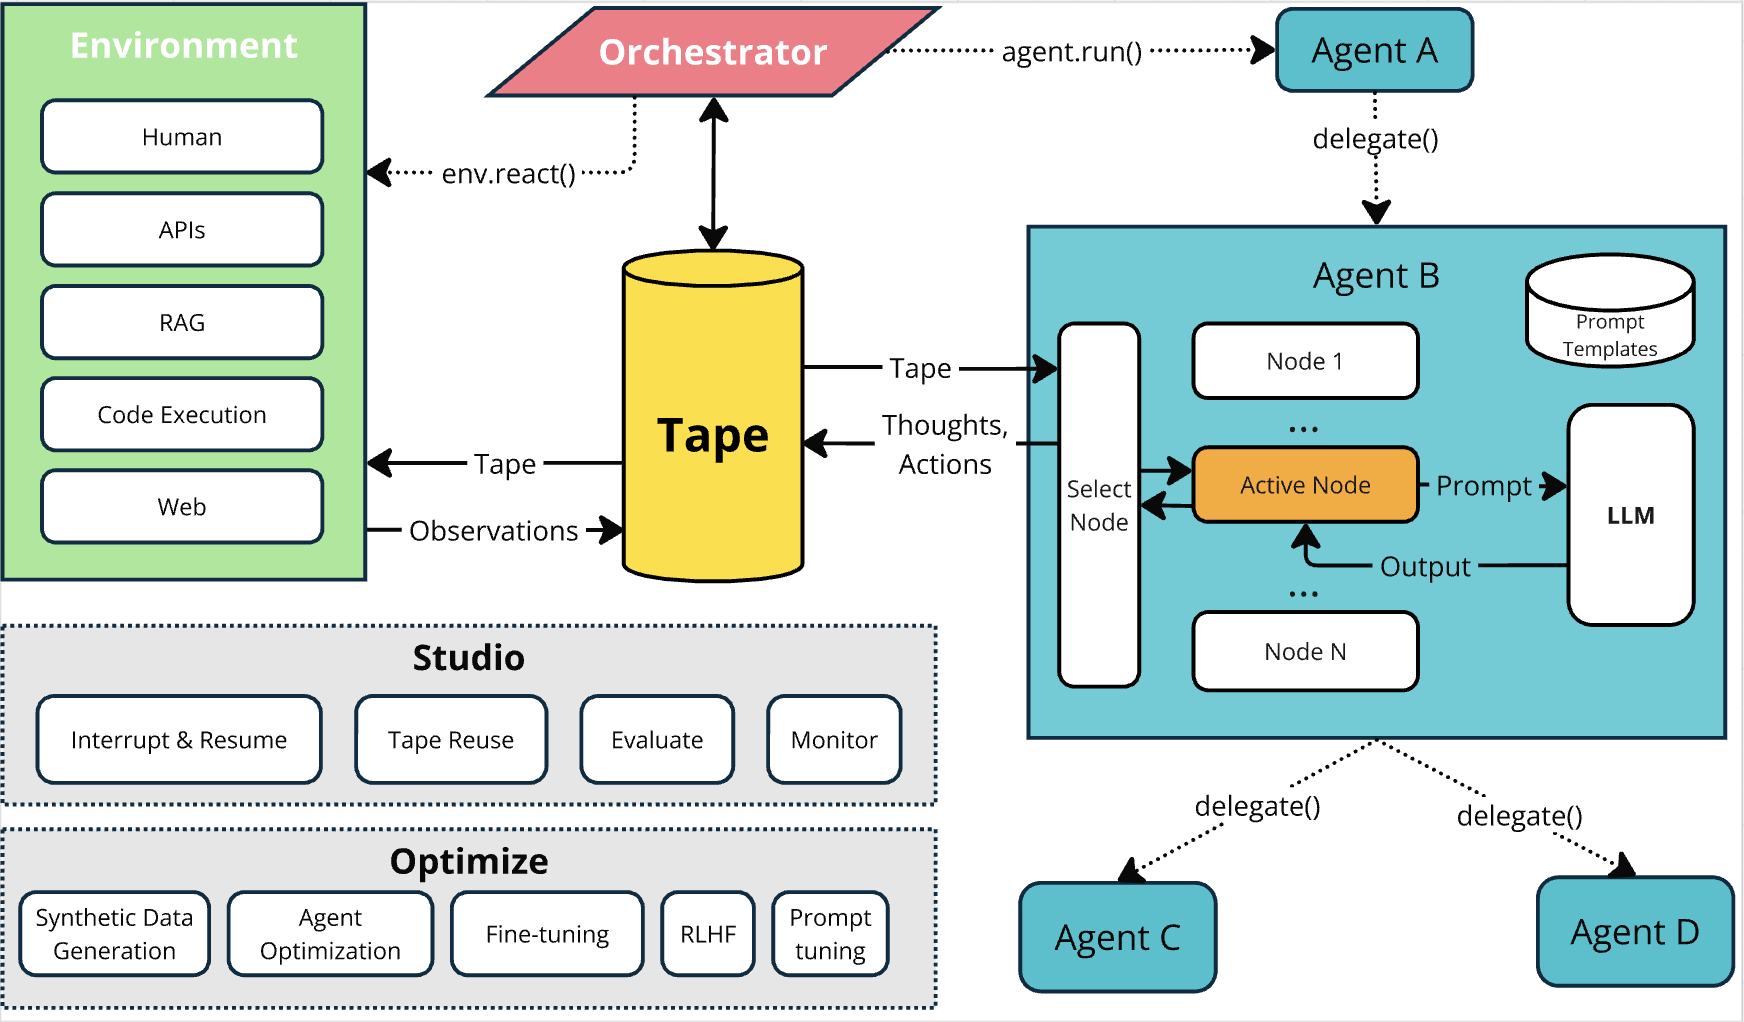 Environment
Human
APIs
RAG
Code Execution
Web
Orchestrator
agent.run()
Agent A
env.react()
delegate()
Tape
Tape
Observations
Tape
Thoughts,
Actions
Agent B
Prompt
Templates
Select
Node
Node 1
...
Active Node
Prompt
LLM
Output
...
Node N
delegate()
delegate()
Agent C
Agent D
Studio
Interrupt & Resume
Tape Reuse
Evaluate
Monitor
Optimize
Synthetic Data
Generation
Agent
Optimization
Fine-tuning
RLHF
Prompt
tuning